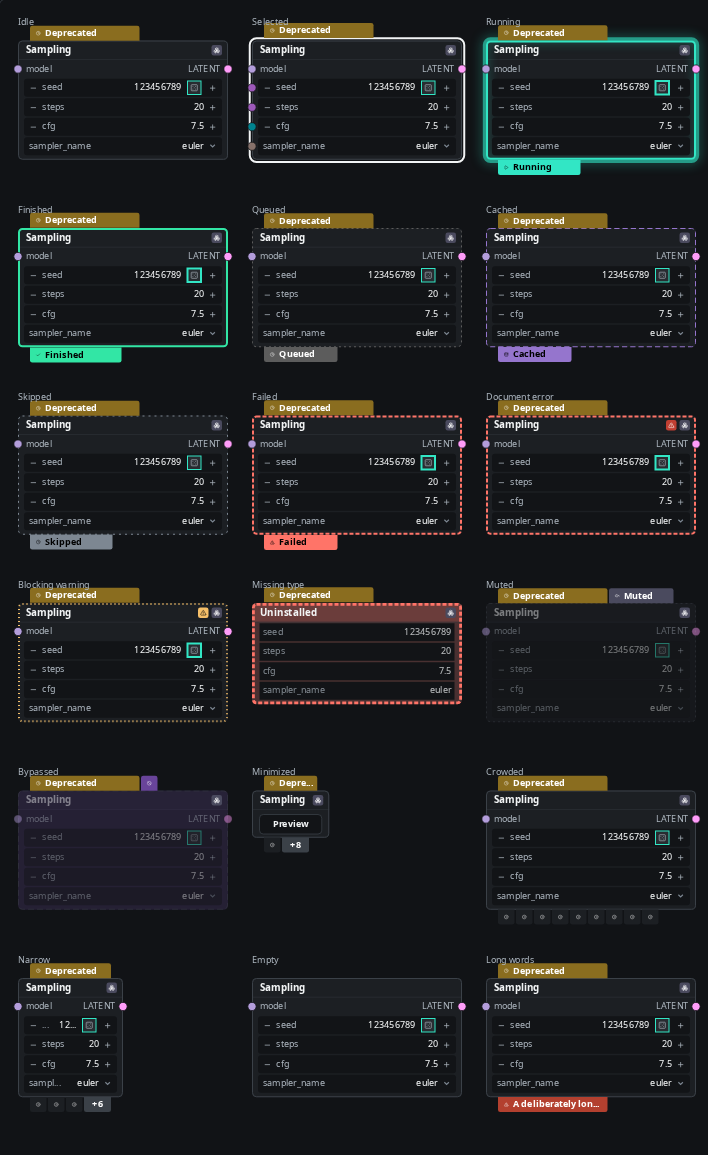 Idle
Deprecated
Sampling
model LATENT
− seed 123456789 +
− steps 20 +
− cfg 7.5 +
sampler_name euler
Selected
Deprecated
Sampling
model LATENT
− seed 123456789 +
− steps 20 +
− cfg 7.5 +
sampler_name euler
Running
Deprecated
Sampling
model LATENT
− seed 123456789 +
− steps 20 +
− cfg 7.5 +
sampler_name euler
Running
Finished
Deprecated
Sampling
model LATENT
− seed 123456789 +
− steps 20 +
− cfg 7.5 +
sampler_name euler
Finished
Queued
Deprecated
Sampling
model LATENT
− seed 123456789 +
− steps 20 +
− cfg 7.5 +
sampler_name euler
Queued
Cached
Deprecated
Sampling
model LATENT
− seed 123456789 +
− steps 20 +
− cfg 7.5 +
sampler_name euler
Cached
Skipped
Deprecated
Sampling
model LATENT
− seed 123456789 +
− steps 20 +
− cfg 7.5 +
sampler_name euler
Skipped
Failed
Deprecated
Sampling
model LATENT
− seed 123456789 +
− steps 20 +
− cfg 7.5 +
sampler_name euler
Failed
Document error
Deprecated
Sampling
model LATENT
− seed 123456789 +
− steps 20 +
− cfg 7.5 +
sampler_name euler
Blocking warning
Deprecated
Sampling
model LATENT
− seed 123456789 +
− steps 20 +
− cfg 7.5 +
sampler_name euler
Missing type
Deprecated
Uninstalled
seed 123456789
steps 20
cfg 7.5
sampler_name euler
Muted
Deprecated Muted
Sampling
model LATENT
− seed 123456789 +
− steps 20 +
− cfg 7.5 +
sampler_name euler
Bypassed
Deprecated
Sampling
model LATENT
− seed 123456789 +
− steps 20 +
− cfg 7.5 +
sampler_name euler
Minimized
Depre...
Sampling
Preview
+8
Crowded
Deprecated
Sampling
model LATENT
− seed 123456789 +
− steps 20 +
− cfg 7.5 +
sampler_name euler
Narrow
Deprecated
Sampling
model LATENT
− ... 12... +
− steps 20 +
− cfg 7.5 +
sampl... euler
+6
Empty
Sampling
model LATENT
− seed 123456789 +
− steps 20 +
− cfg 7.5 +
sampler_name euler
Long words
Deprecated
Sampling
model LATENT
− seed 123456789 +
− steps 20 +
− cfg 7.5 +
sampler_name euler
A deliberately lon...